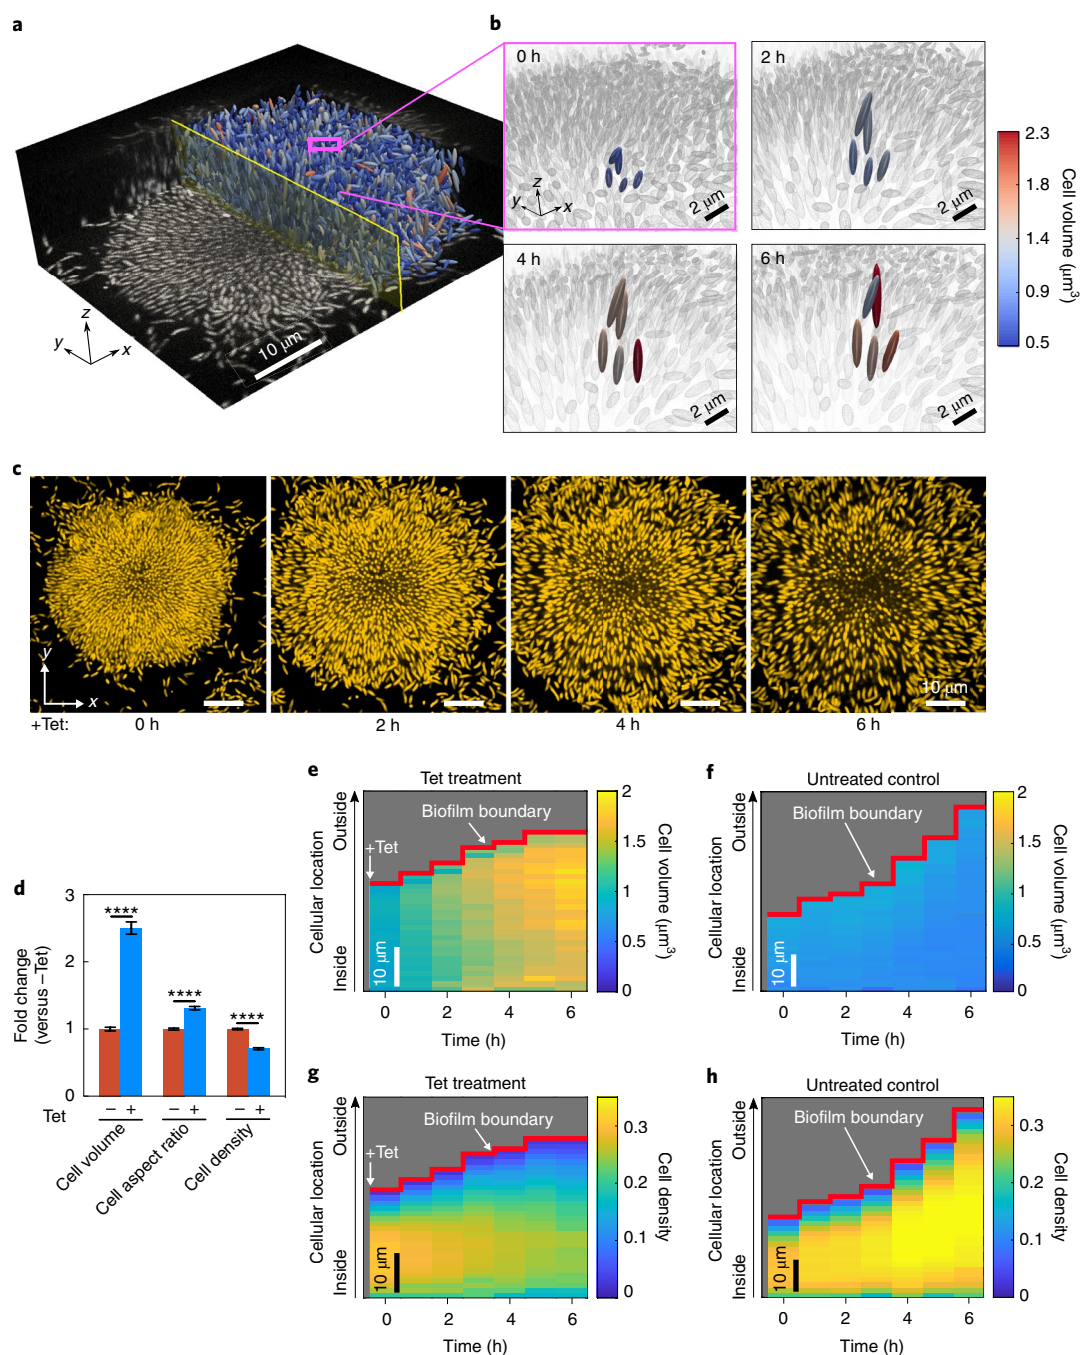 a
z
y
x
10 μm
b
0 h
z
y
x
2 μm
2 h
2 μm
4 h
2 μm
6 h
2 μm
2.3
1.8
1.4
0.9
0.5
Cell volume (μm³)
c
y
x
10 μm
+Tet:
0 h
2 h
4 h
6 h
d
Fold change
(versus −Tet)
3
2
1
0
****
****
****
Tet
− + − + − +
Cell volume
Cell aspect ratio
Cell density
e
Tet treatment
Biofilm boundary
+Tet
Cellular location
Outside
Inside
10 μm
0 2 4 6
Time (h)
2
1.5
1
0.5
0
Cell volume (μm³)
f
Untreated control
Biofilm boundary
Cellular location
Outside
Inside
10 μm
0 2 4 6
Time (h)
2
1.5
1
0.5
0
Cell volume (μm³)
g
Tet treatment
Biofilm boundary
+Tet
Cellular location
Outside
Inside
10 μm
0 2 4 6
Time (h)
0.3
0.2
0.1
0
Cell density
h
Untreated control
Biofilm boundary
Cellular location
Outside
Inside
10 μm
0 2 4 6
Time (h)
0.3
0.2
0.1
0
Cell density